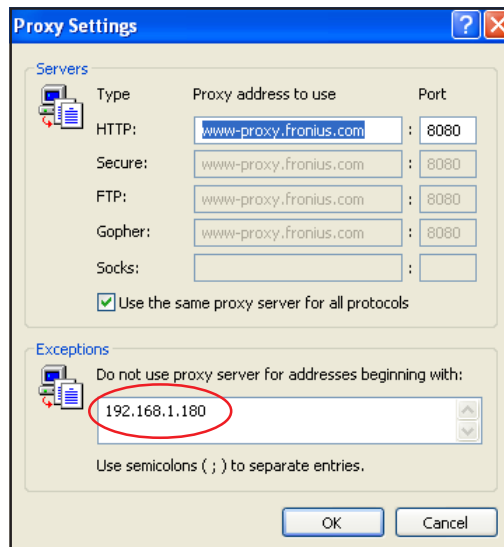 Proxy Settings
Servers
Type Proxy address to use Port
HTTP: www-proxy.fronius.com : 8080
Secure: www-proxy.fronius.com : 8080
FTP: www-proxy.fronius.com : 8080
Gopher: www-proxy.fronius.com : 8080
Socks: :
Use the same proxy server for all protocols
Exceptions
Do not use proxy server for addresses beginning with:
192.168.1.180
Use semicolons ( ; ) to separate entries.
OK Cancel